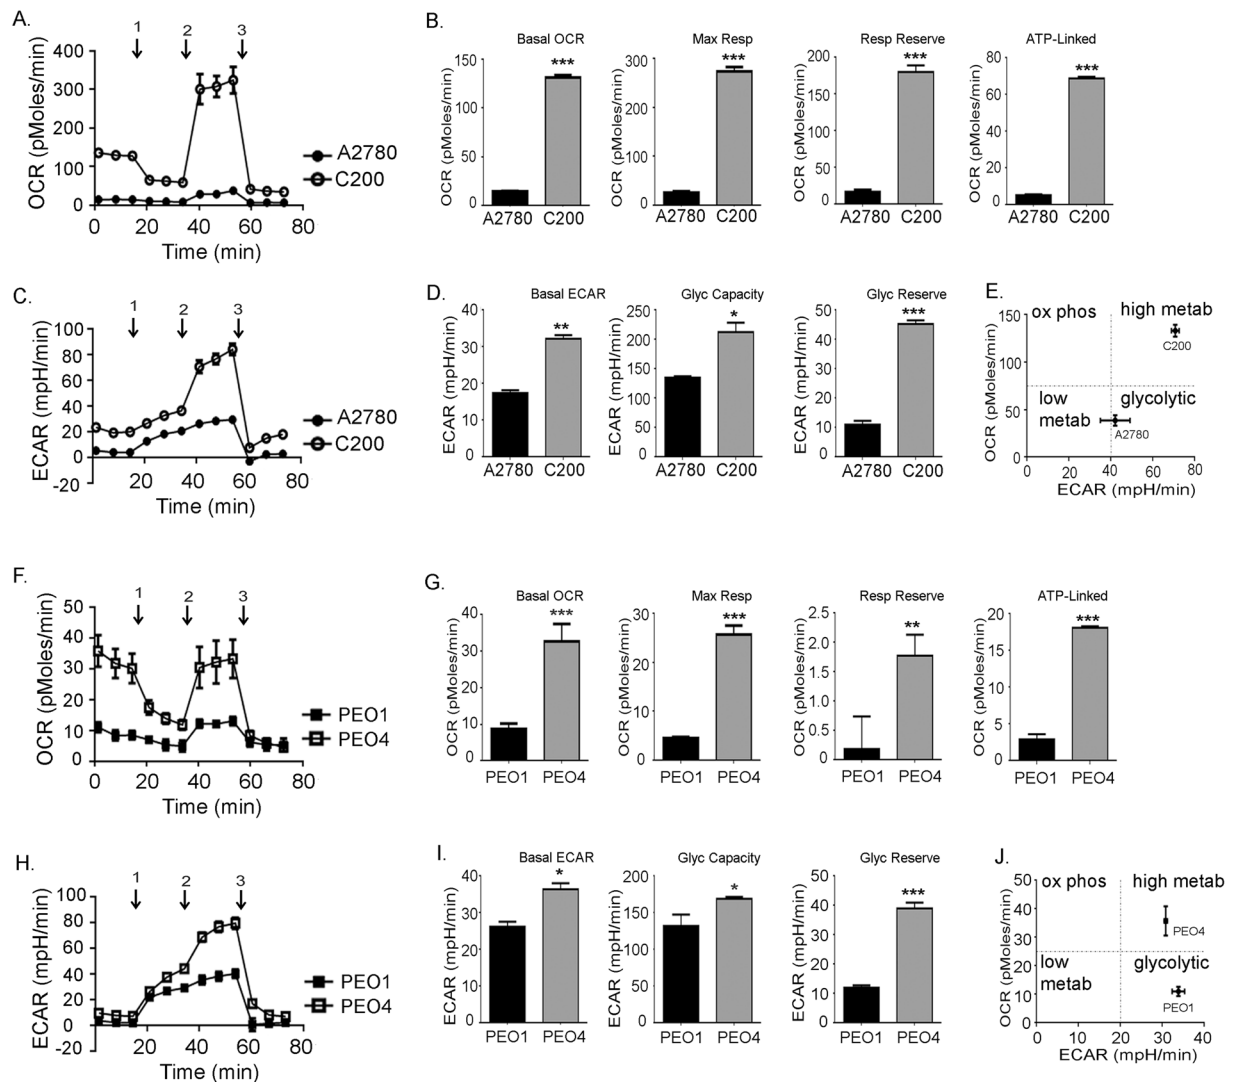 A.
1 2 3
OCR (pMoles/min)
400
300
200
100
0
0 20 40 60 80
Time (min)
A2780
C200
B.
Basal OCR
OCR (pMoles/min)
150
100
50
0
***
A2780 C200
Max Resp
OCR (pMoles/min)
300
200
100
0
***
A2780 C200
Resp Reserve
OCR (pMoles/min)
200
150
100
50
0
***
A2780 C200
ATP-Linked
OCR (pMoles/min)
80
60
40
20
0
***
A2780 C200
C.
1 2 3
ECAR (mpH/min)
100
80
60
40
20
0
-20
0 20 40 60 80
Time (min)
A2780
C200
D.
Basal ECAR
ECAR (mpH/min)
40
30
20
10
0
**
A2780 C200
Glyc Capacity
ECAR (mpH/min)
250
200
150
100
50
0
*
A2780 C200
Glyc Reserve
ECAR (mpH/min)
50
40
30
20
10
0
***
A2780 C200
E.
OCR (pMoles/min)
150
100
50
0
ox phos high metab
C200
low metab
glycolytic
A2780
0 20 40 60 80
ECAR (mpH/min)
F.
1 2 3
OCR (pMoles/min)
50
40
30
20
10
0
0 20 40 60 80
Time (min)
PEO1
PEO4
G.
Basal OCR
OCR (pMoles/min)
40
30
20
10
0
***
PEO1 PEO4
Max Resp
OCR (pMoles/min)
30
20
10
0
***
PEO1 PEO4
Resp Reserve
OCR (pMoles/min)
2.5
2.0
1.5
1.0
0.5
0
**
PEO1 PEO4
ATP-Linked
OCR (pMoles/min)
20
15
10
5
0
***
PEO1 PEO4
H.
1 2 3
ECAR (mpH/min)
100
80
60
40
20
0
-20
0 20 40 60 80
Time (min)
PEO1
PEO4
I.
Basal ECAR
ECAR (mpH/min)
40
30
20
10
0
*
PEO1 PEO4
Glyc Capacity
ECAR (mpH/min)
200
150
100
50
0
*
PEO1 PEO4
Glyc Reserve
ECAR (mpH/min)
50
40
30
20
10
0
***
PEO1 PEO4
J.
OCR (pMoles/min)
50
40
30
20
10
0
ox phos high metab
PEO4
low metab
glycolytic
PEO1
0 10 20 30 40
ECAR (mpH/min)